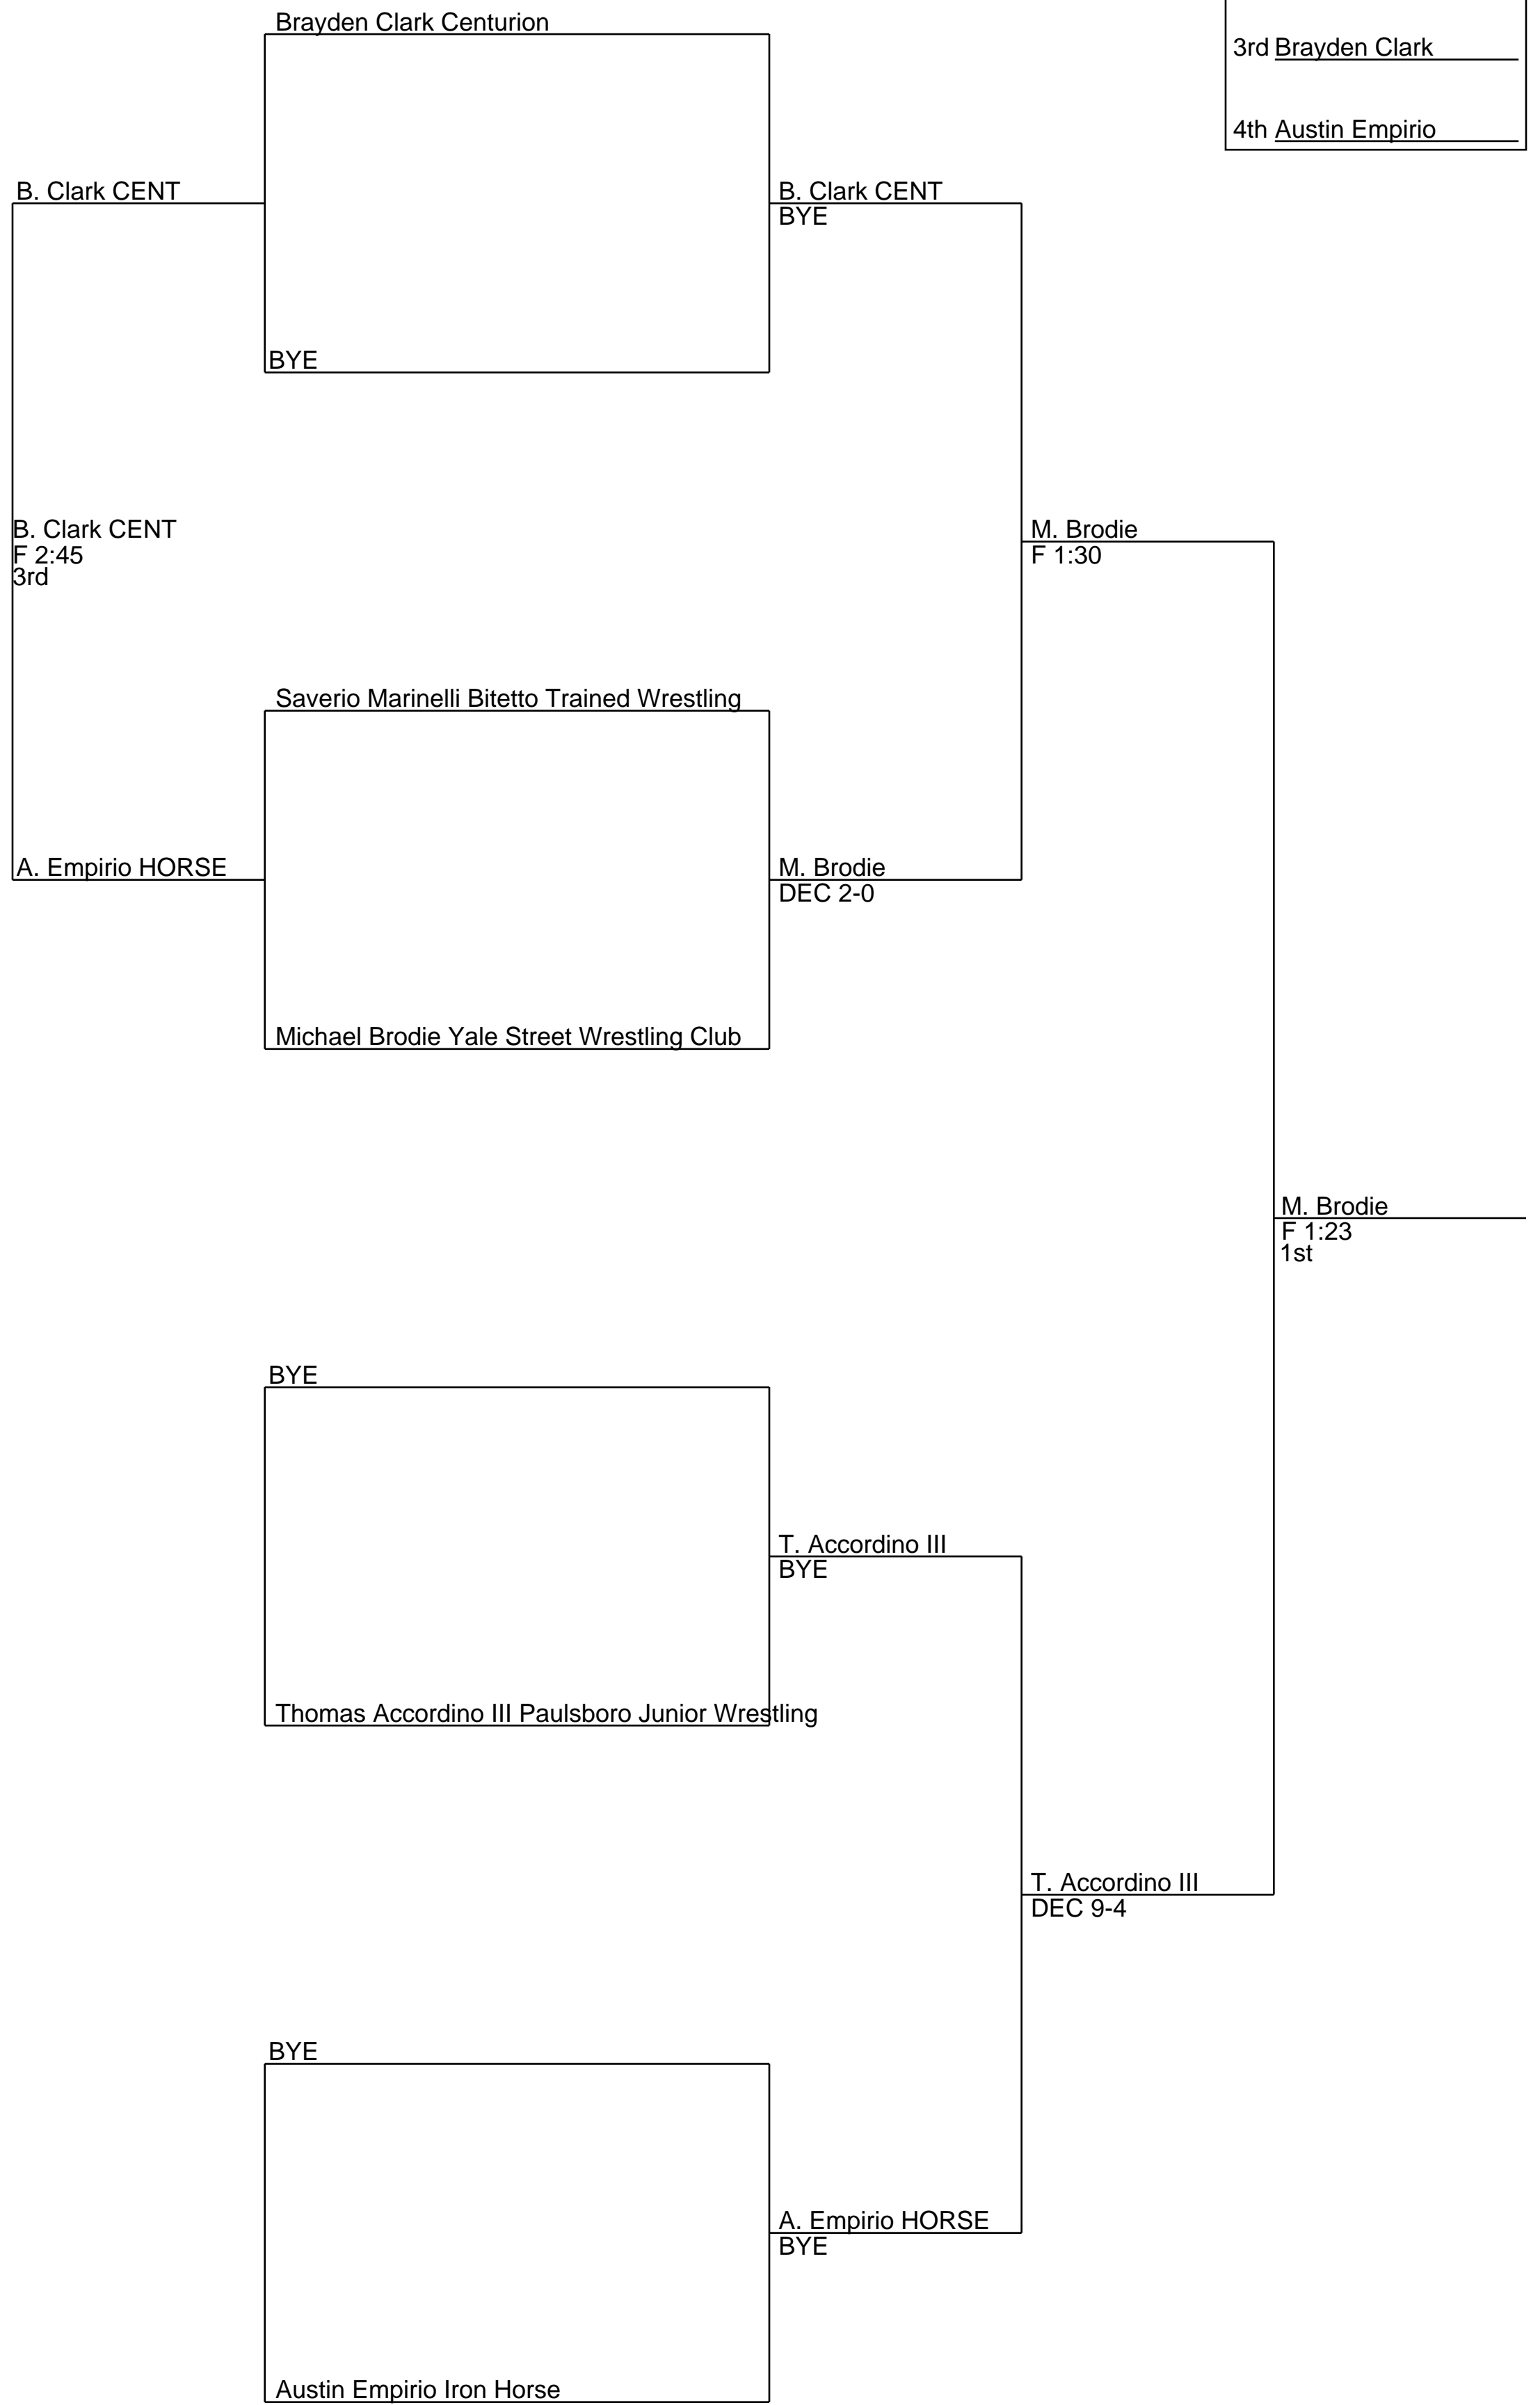 Brayden Clark Centurion
3rd Brayden Clark
4th Austin Empirio
B. Clark CENT
B. Clark CENT
BYE
BYE
B. Clark CENT
F 2:45
3rd
M. Brodie
F 1:30
Saverio Marinelli Bitetto Trained Wrestling
A. Empirio HORSE
M. Brodie
DEC 2-0
Michael Brodie Yale Street Wrestling Club
M. Brodie
F 1:23
1st
BYE
T. Accordino III
BYE
Thomas Accordino III Paulsboro Junior Wrestling
T. Accordino III
DEC 9-4
BYE
A. Empirio HORSE
BYE
Austin Empirio Iron Horse